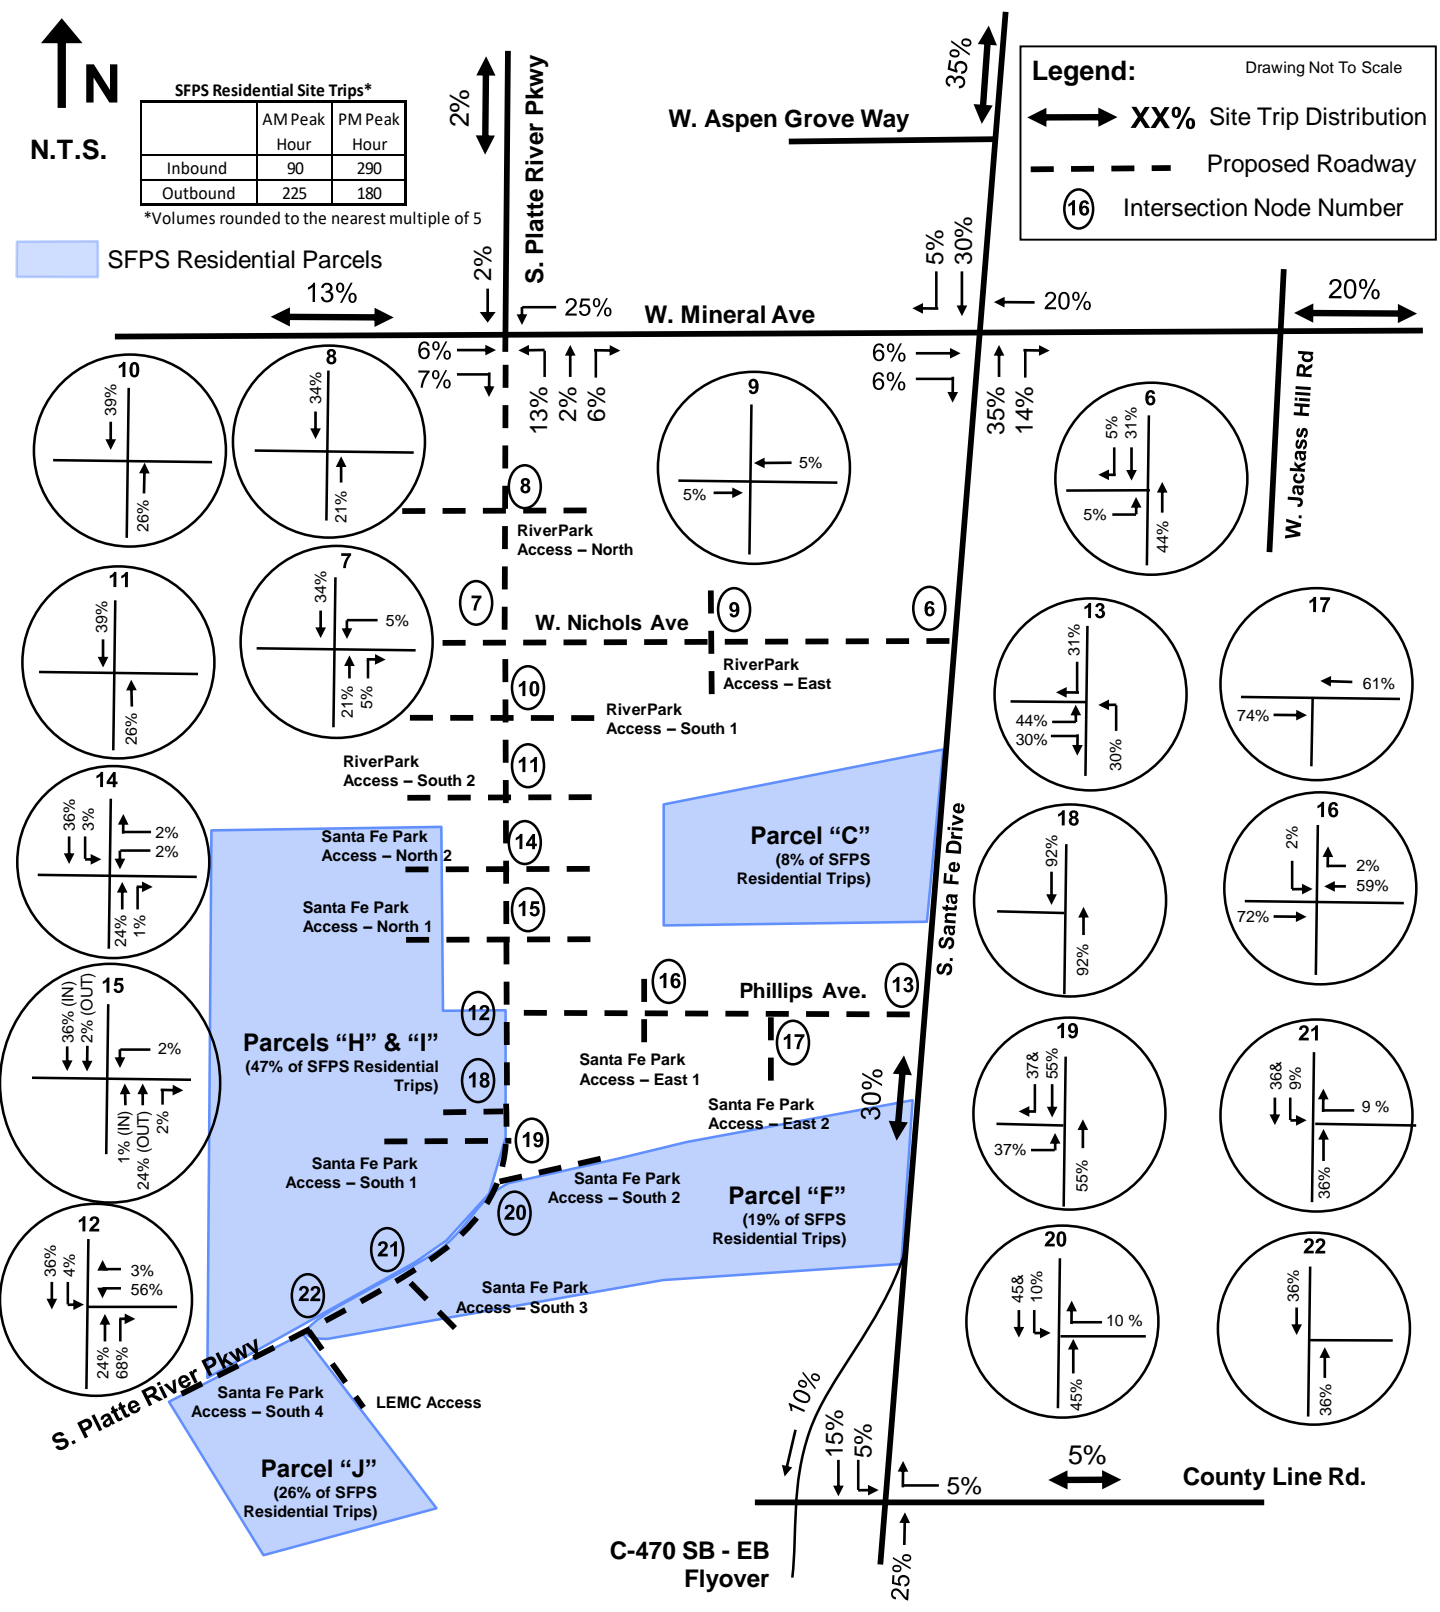 N
N.T.S.
SFPS Residential Site Trips*
AM Peak Hour
PM Peak Hour
Inbound 90 290
Outbound 225 180
*Volumes rounded to the nearest multiple of 5
SFPS Residential Parcels
2%
S. Platte River Pkwy
35%
W. Aspen Grove Way
Legend:
Drawing Not To Scale
XX% Site Trip Distribution
Proposed Roadway
16 Intersection Node Number
13%
2%
25%
W. Mineral Ave
5%
30%
20%
20%
6%
7%
13%
2%
6%
6%
6%
35%
14%
W. Jackass Hill Rd
10
39%
26%
8
34%
21%
9
5%
5%
6
5%
31%
5%
44%
8
RiverPark
Access – North
11
39%
26%
7
34%
5%
21%
5%
7
W. Nichols Ave
9
6
RiverPark
Access – East
13
31%
44%
30%
30%
17
61%
74%
10
RiverPark
Access – South 1
RiverPark
Access – South 2
11
14
36%
3%
2%
2%
24%
1%
Santa Fe Park
Access – North 2
14
Parcel “C”
(8% of SFPS
Residential Trips)
S. Santa Fe Drive
18
92%
92%
16
2%
2%
59%
72%
Santa Fe Park
Access – North 1
15
15
36% (IN)
2% (OUT)
2%
1% (IN)
24% (OUT)
2%
16
Phillips Ave.
13
12
Parcels “H” & “I”
(47% of SFPS Residential
Trips)
17
18
Santa Fe Park
Access – East 1
Santa Fe Park
Access – East 2
30%
19
37&
55%
37%
55%
21
36&
9%
9 %
36%
19
Santa Fe Park
Access – South 1
Santa Fe Park
Access – South 2
20
Parcel “F”
(19% of SFPS
Residential Trips)
12
36%
4%
3%
56%
24%
68%
21
22
Santa Fe Park
Access – South 3
20
45&
10%
10 %
45%
22
36%
36%
S. Platte River Pkwy
Santa Fe Park
Access – South 4
LEMC Access
Parcel “J”
(26% of SFPS
Residential Trips)
10%
15%
5%
5%
5%
County Line Rd.
C-470 SB - EB
Flyover
25%